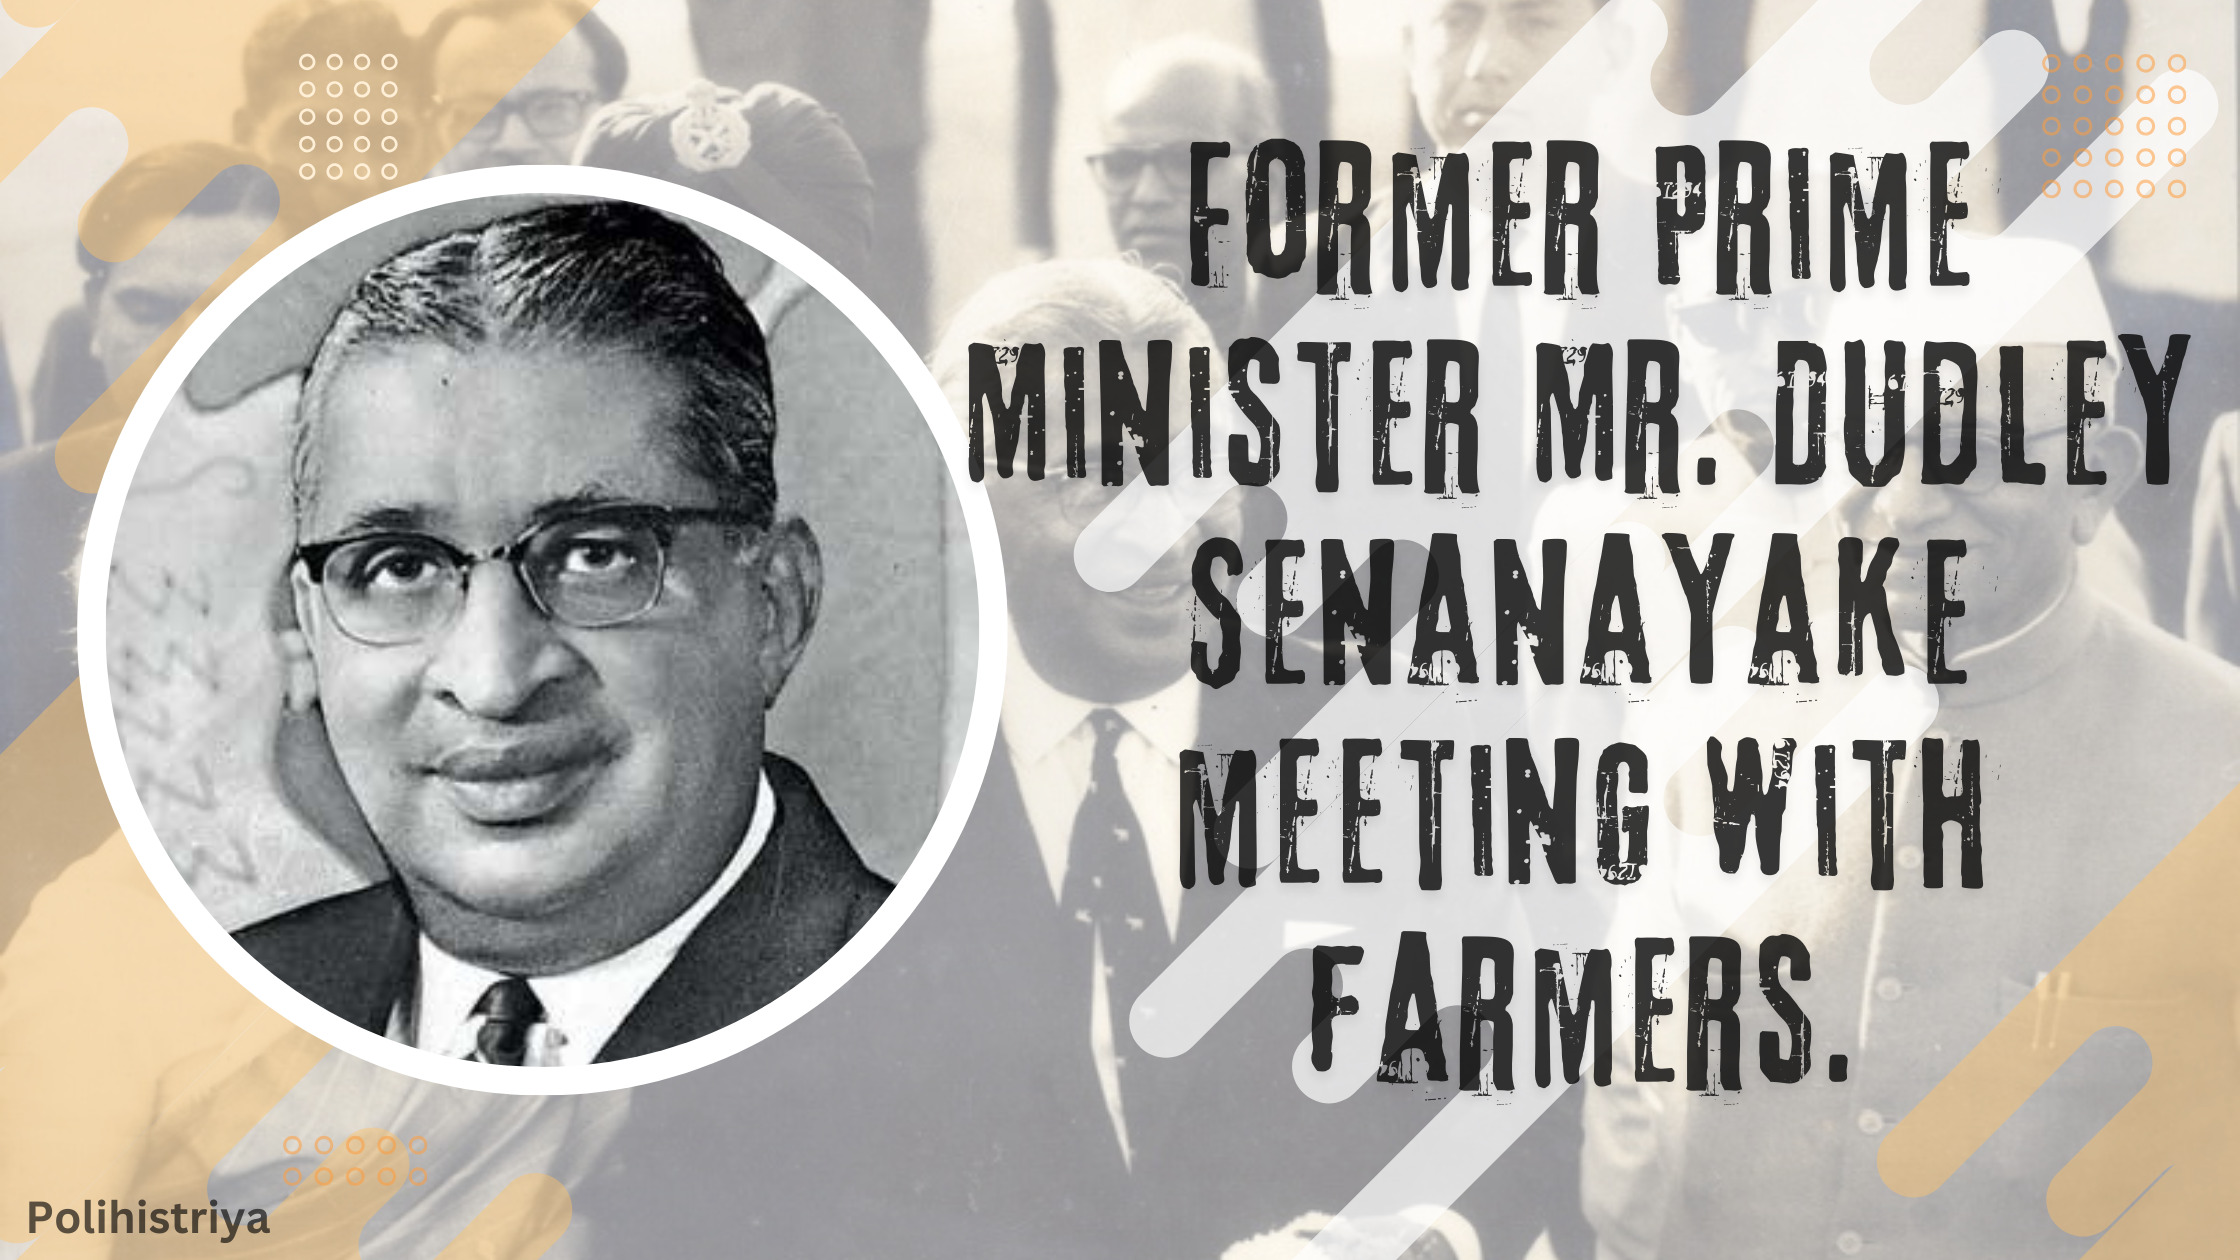 FORMER PRIME
MINISTER MR. DUDLEY
SENANAYAKE
MEETING WITH
FARMERS.
Polihistriya